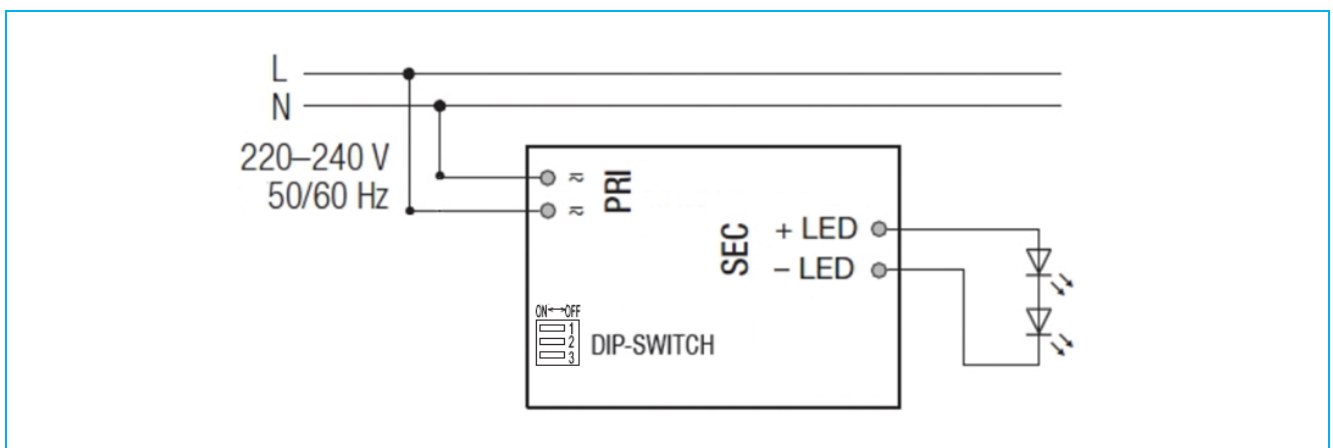 L
N
220–240 V
50/60 Hz
≂ PRI
≂
SEC
+ LED
– LED
ON↔OFF
1
2
3
DIP-SWITCH